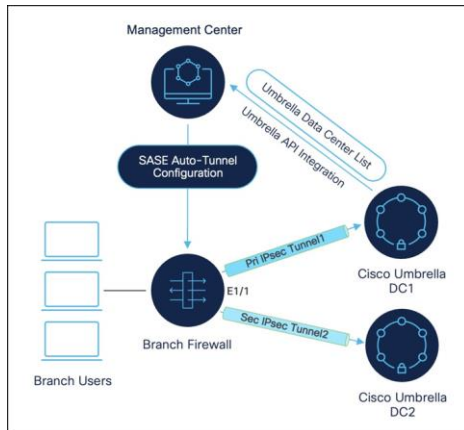 Management Center
Umbrella Data Center List
Umbrella API Integration
SASE Auto-Tunnel
Configuration
Pri IPsec Tunnel1
Cisco Umbrella
DC1
E1/1
Sec IPsec Tunnel2
Branch Firewall
Branch Users
Cisco Umbrella
DC2